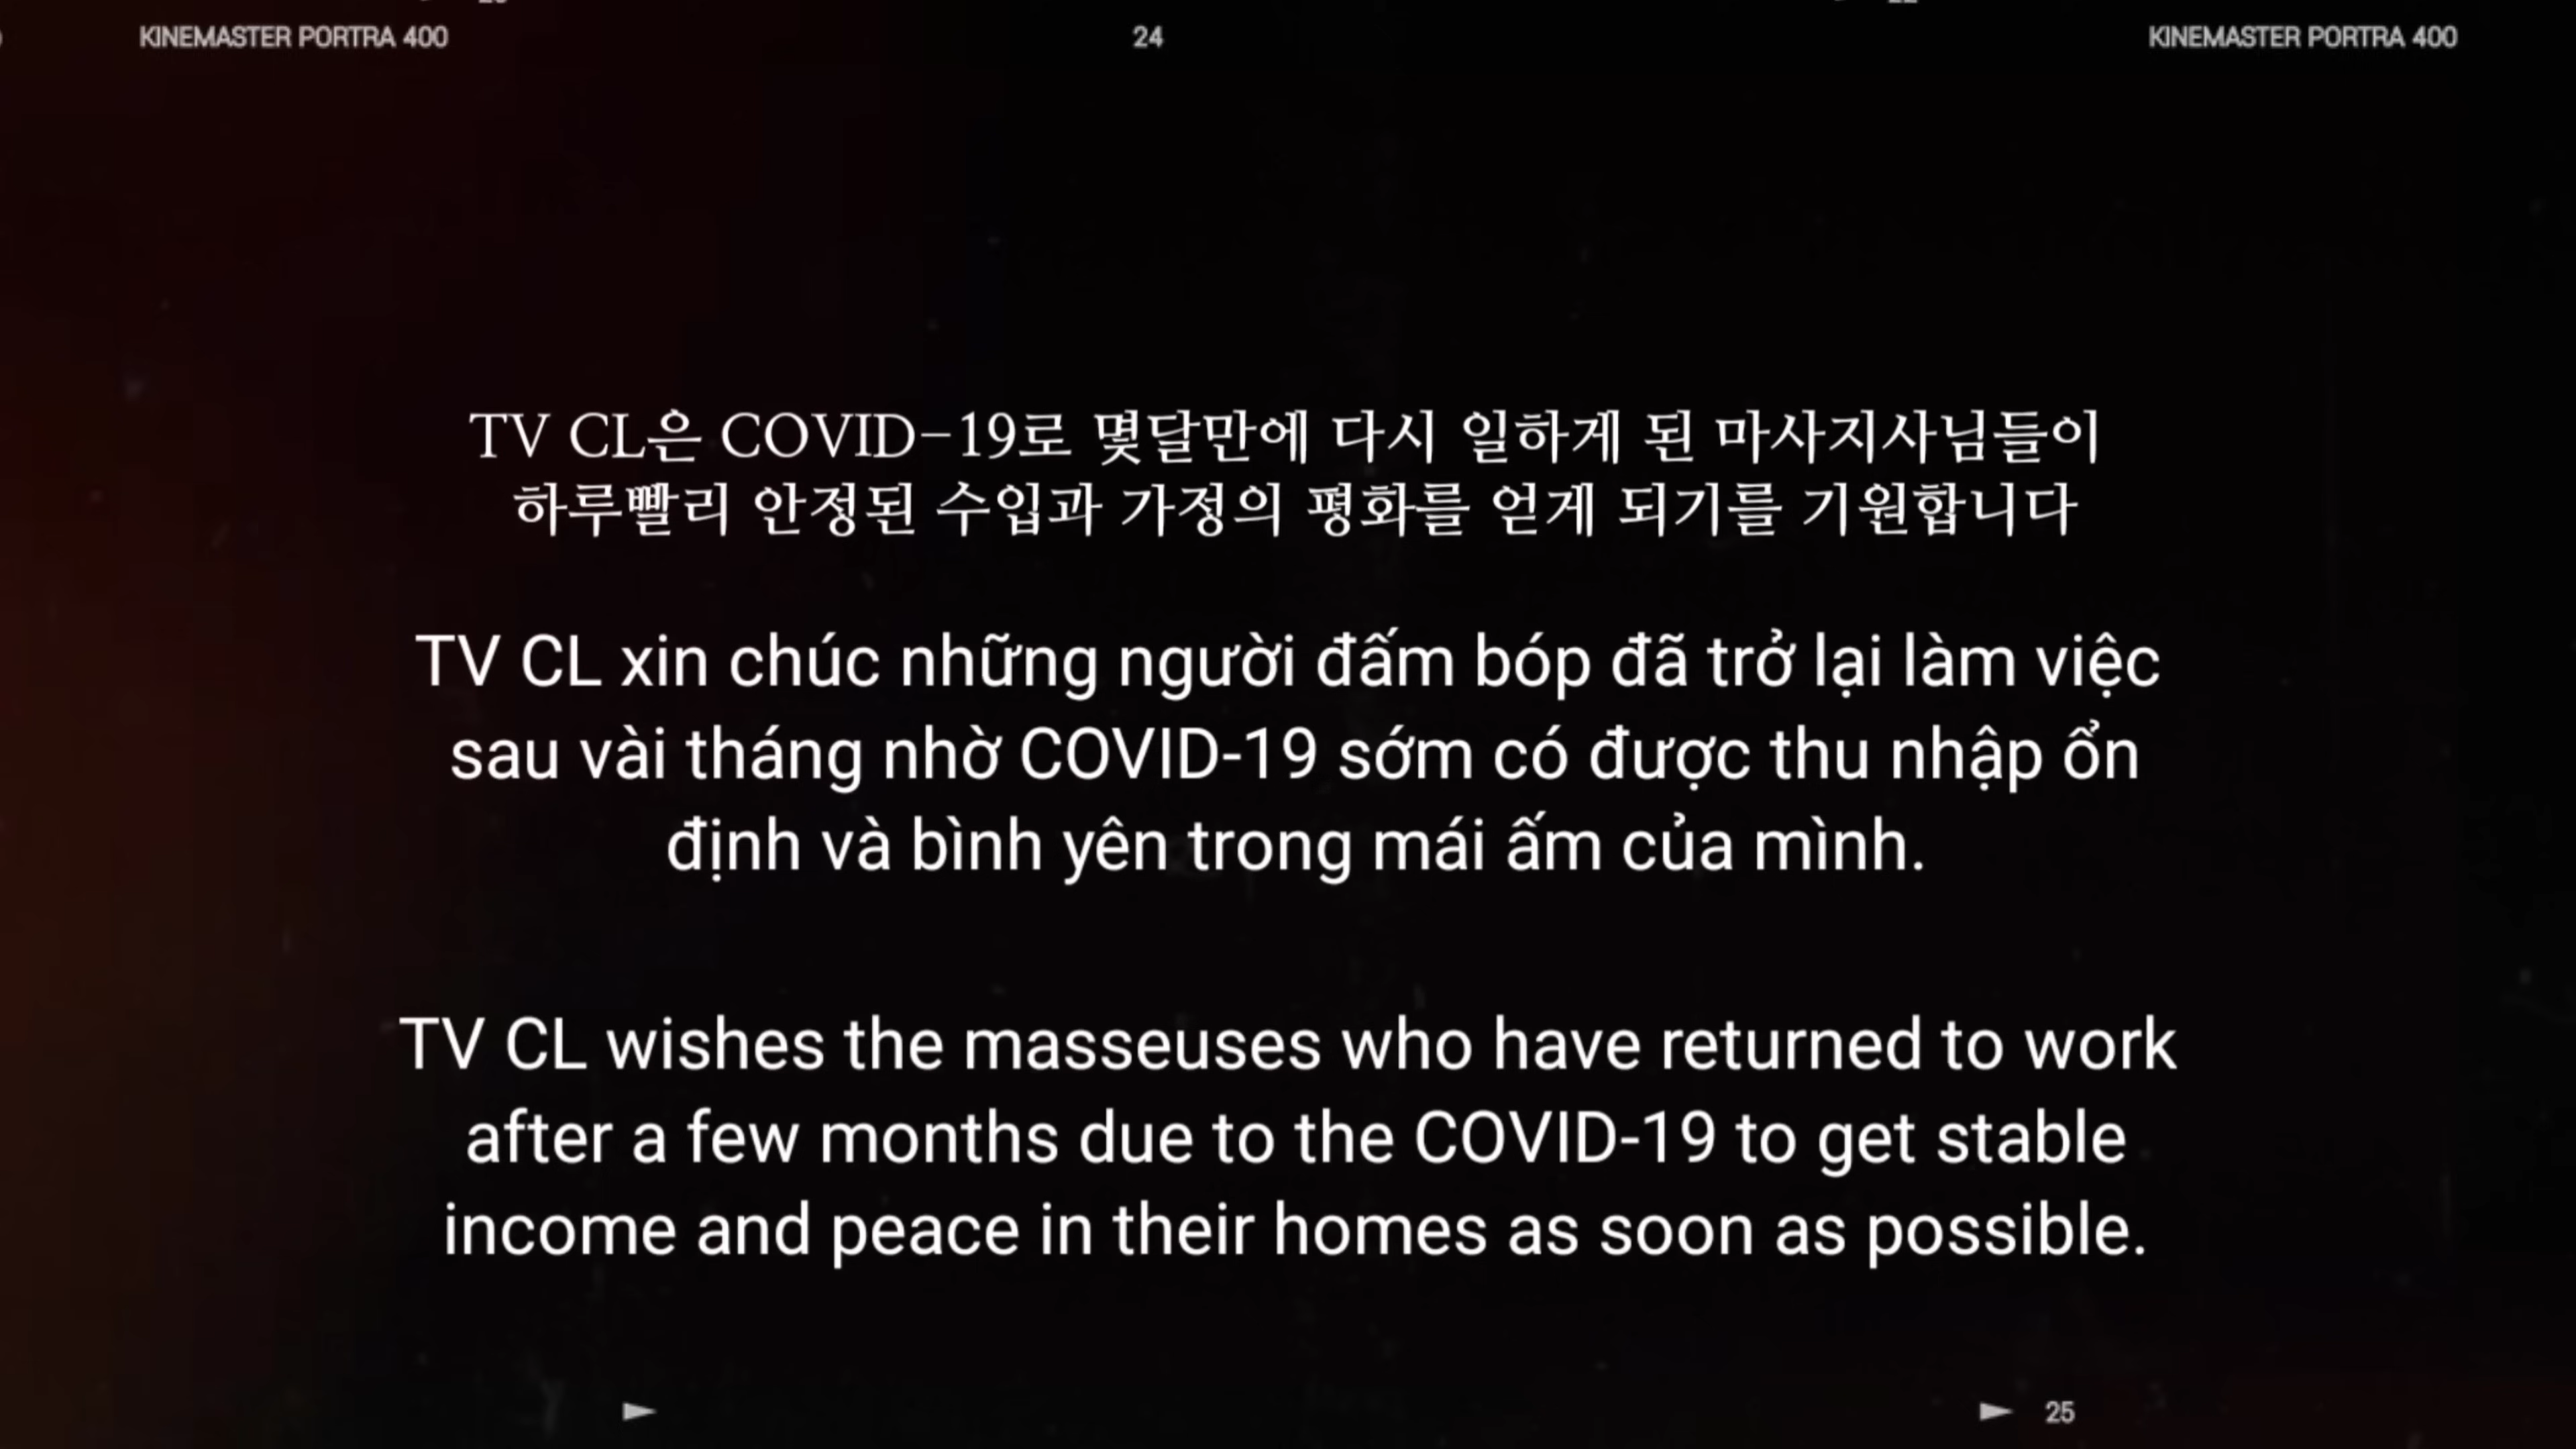 KINEMASTER PORTRA 400 24 KINEMASTER PORTRA 400
TV CL은 COVID-19로 몇달만에 다시 일하게 된 마사지사님들이
하루빨리 안정된 수입과 가정의 평화를 얻게 되기를 기원합니다
TV CL xin chúc những người đấm bóp đã trở lại làm việc
sau vài tháng nhờ COVID-19 sớm có được thu nhập ổn
định và bình yên trong mái ấm của mình.
TV CL wishes the masseuses who have returned to work
after a few months due to the COVID-19 to get stable
income and peace in their homes as soon as possible.
25